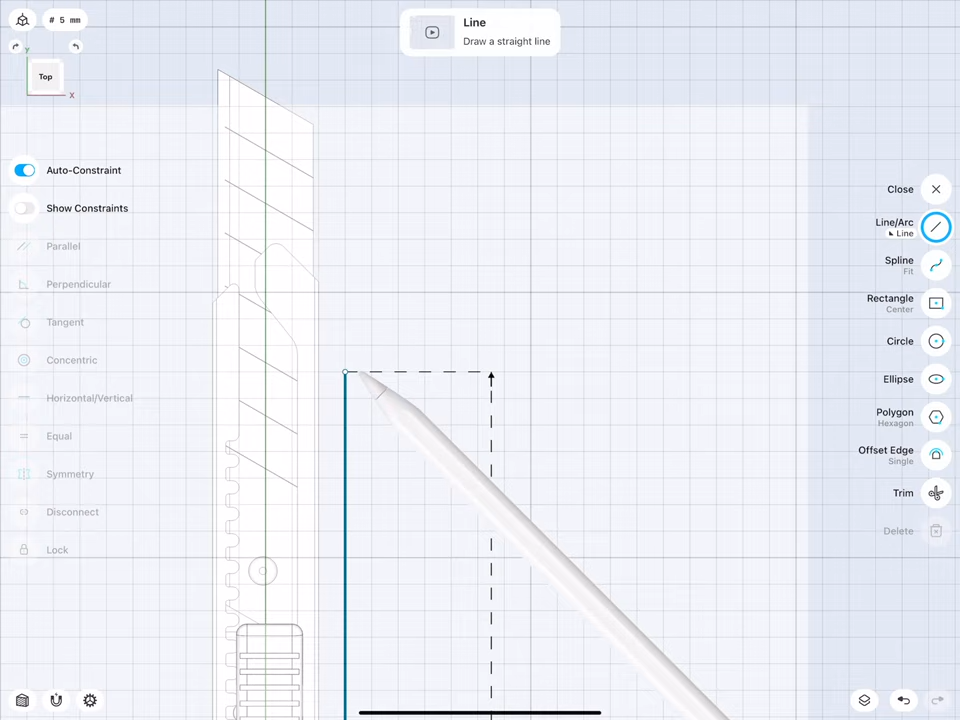 # 5 mm
Line
Draw a straight line
y
Top
X
Auto-Constraint
Show Constraints
Parallel
Perpendicular
Tangent
Concentric
Horizontal/Vertical
Equal
Symmetry
Disconnect
Lock
Close
Line/Arc
Line
Spline
Fit
Rectangle
Center
Circle
Ellipse
Polygon
Hexagon
Offset Edge
Single
Trim
Delete